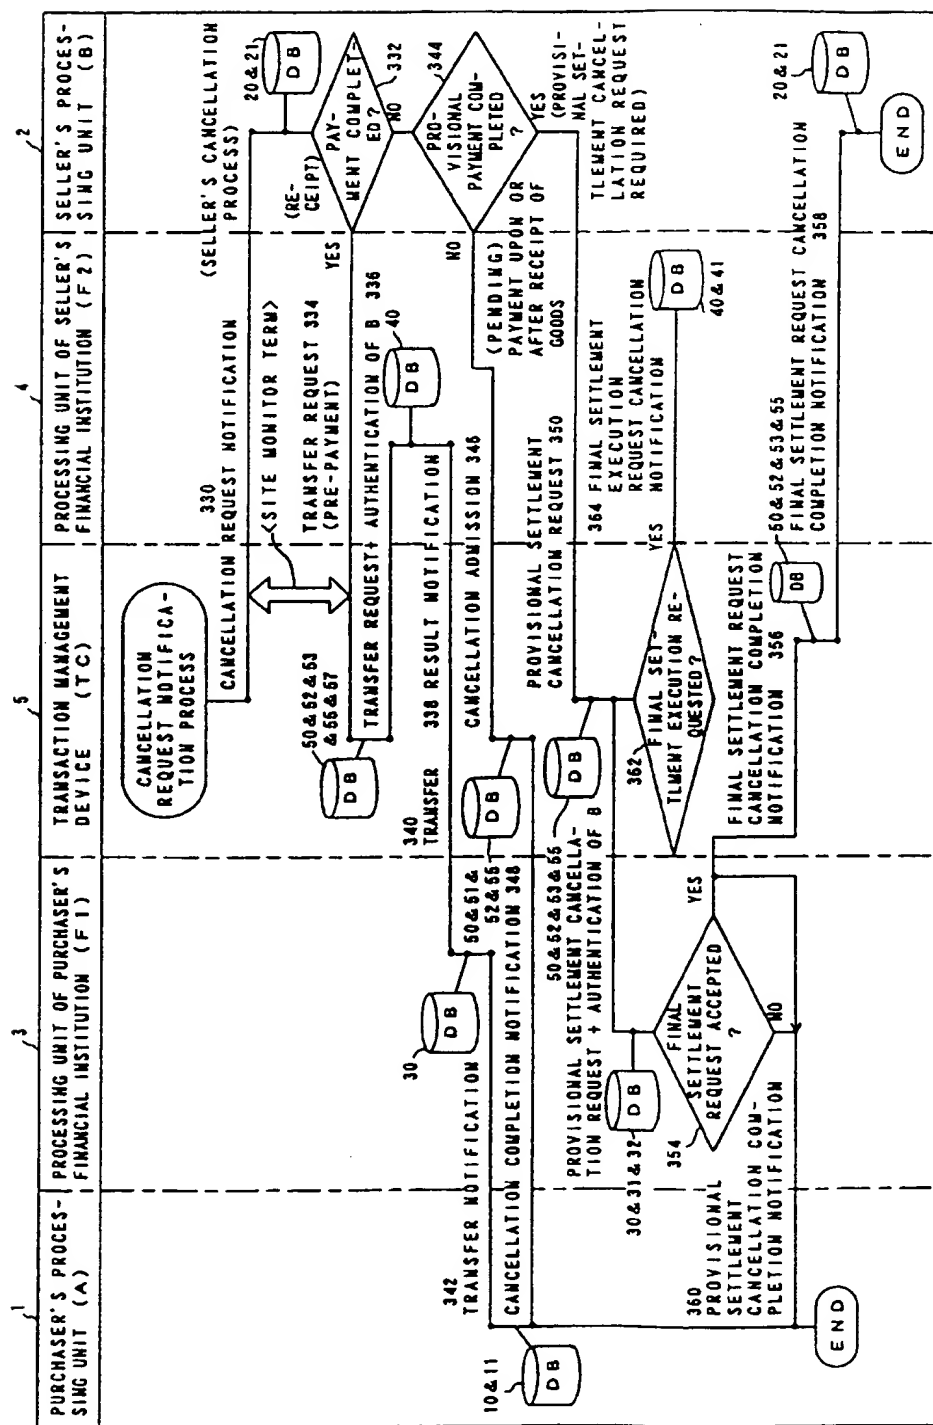 1
PURCHASER'S PROCES-
SING UNIT (A)
3
PROCESSING UNIT OF PURCHASER'S
FINANCIAL INSTITUTION (F1)
5
TRANSACTION MANAGEMENT
DEVICE (TC)
4
PROCESSING UNIT OF SELLER'S
FINANCIAL INSTITUTION (F2)
2
SELLER'S PROCES-
SING UNIT (B)
CANCELLATION
REQUEST NOTIFICA-
TION PROCESS
330
CANCELLATION REQUEST NOTIFICATION
(SELLER'S CANCELLATION
PROCESS)
20&21
DB
<SITE MONITOR TERM>
(RE-
CEIPT)
PAY-
MENT COMPLET-
ED?
332
YES
NO
TRANSFER REQUEST 334
(PRE-PAYMENT)
50&52&53
&55&57
DB
TRANSFER REQUEST+ AUTHENTICATION OF B 336
40
DB
338 RESULT NOTIFICATION
340
TRANSFER
30
DB
342
TRANSFER NOTIFICATION
10&11
DB
PRO-
VISIONAL
PAYMENT COM-
PLETED
?
344
NO
YES
(PROVISIO-
NAL SET-
TLEMENT CANCEL-
LATION REQUEST
REQUIRED)
(PENDING)
PAYMENT UPON OR
AFTER RECEIPT OF
GOODS
CANCELLATION ADMISSION 346
50&51&
52&55
DB
CANCELLATION COMPLETION NOTIFICATION 348
PROVISIONAL SETTLEMENT
CANCELLATION REQUEST 350
50&52&53&55
DB
PROVISIONAL SETTLEMENT CANCELLA-
TION REQUEST + AUTHENTICATION OF B
30&31&32
DB
362
FINAL SET-
TLMENT EXECUTION RE-
QUESTED?
YES
364 FINAL SETTLEMENT
EXECUTION
REQUEST CANCELLATION
NOTIFICATION
DB
40&41
354
FINAL
SETTLEMENT
REQUEST ACCEPTED
?
YES
NO
FINAL SETTLEMENT REQUEST
CANCELLATION COMPLETION
NOTIFICATION 356
50&52&53&55
DB
FINAL SETTLEMENT REQUEST CANCELLATION
COMPLETION NOTIFICATION 358
20&21
DB
END
360
PROVISIONAL
SETTLEMENT
CANCELLATION COM-
PLETION NOTIFICATION
END